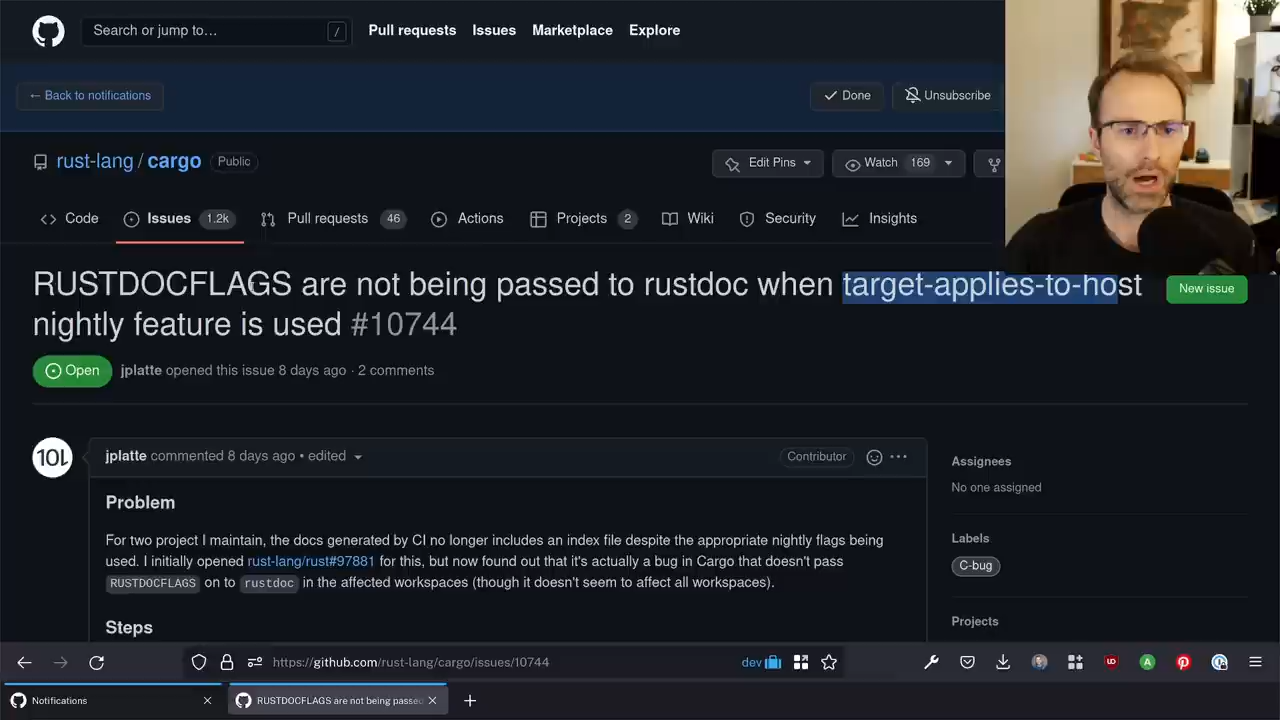 Search or jump to…
/
Pull requests
Issues
Marketplace
Explore
← Back to notifications
Done
Unsubscribe
rust-lang / cargo
Public
Edit Pins
Watch 169
Code
Issues 1.2k
Pull requests 46
Actions
Projects 2
Wiki
Security
Insights
RUSTDOCFLAGS are not being passed to rustdoc when target-applies-to-host
nightly feature is used #10744
New issue
Open
jplatte opened this issue 8 days ago · 2 comments
jplatte commented 8 days ago • edited
Contributor
Problem
For two project I maintain, the docs generated by CI no longer includes an index file despite the appropriate nightly flags being
used. I initially opened rust-lang/rust#97881 for this, but now found out that it's actually a bug in Cargo that doesn't pass
RUSTDOCFLAGS on to rustdoc in the affected workspaces (though it doesn't seem to affect all workspaces).
Steps
Assignees
No one assigned
Labels
C-bug
Projects
https://github.com/rust-lang/cargo/issues/10744
dev
Notifications
RUSTDOCFLAGS are not being passed